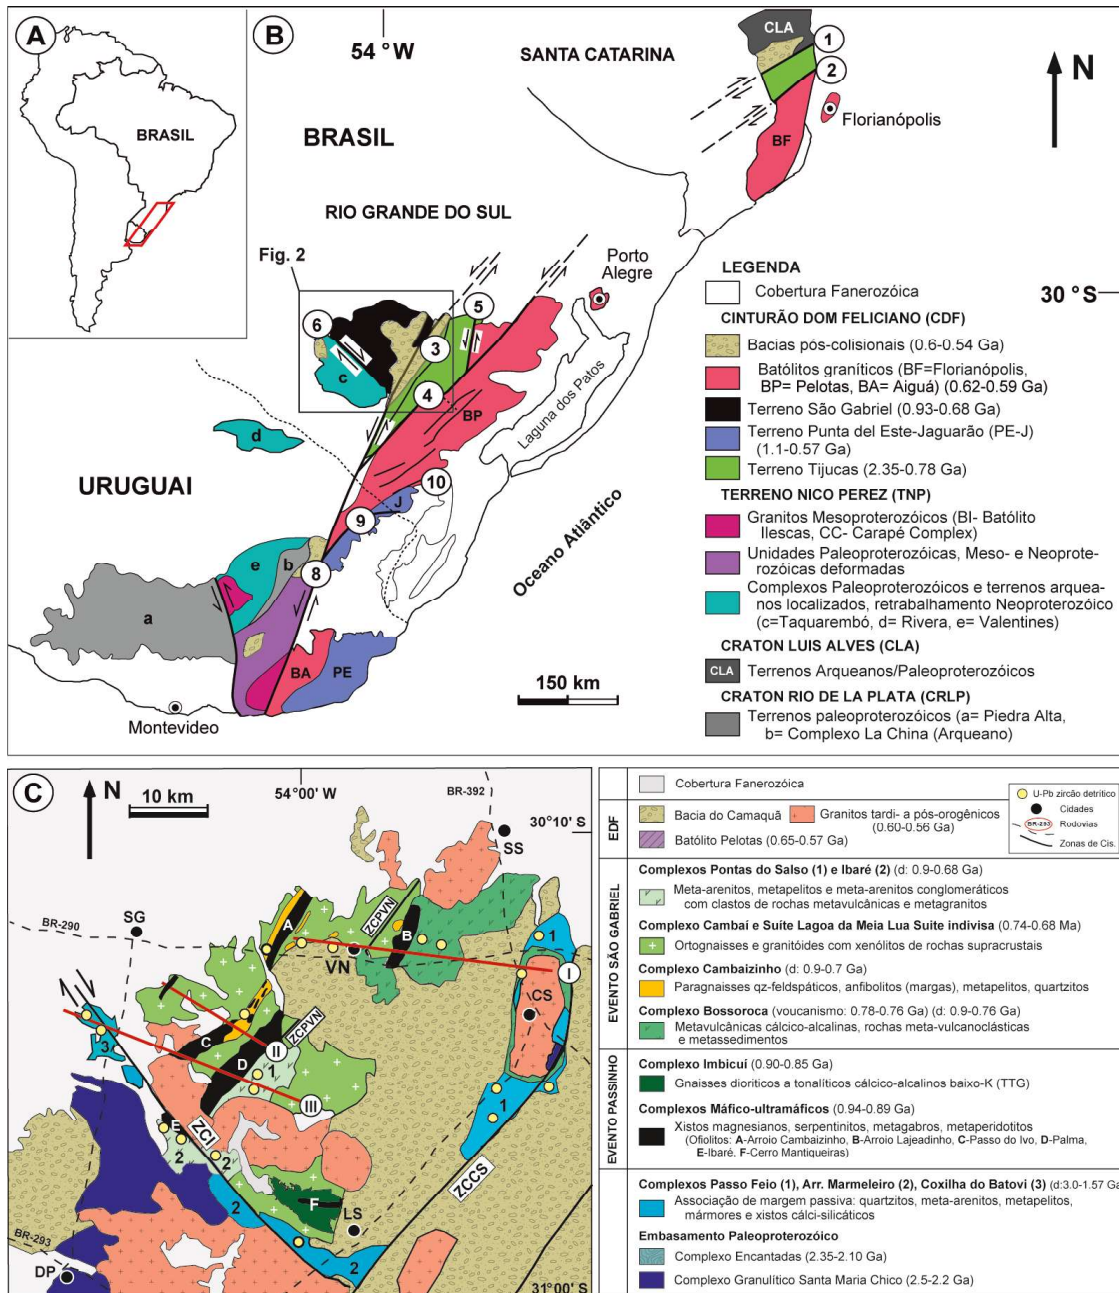 A
BRASIL
B
54 °W
SANTA CATARINA
CLA
1
2
N
Florianópolis
BF
BRASIL
RIO GRANDE DO SUL
Fig. 2
Porto
Alegre
30 °S
6
5
3
c
4
BP
Laguna dos Patos
d
URUGUAI
10
J
9
Oceano Atlântico
8
e
b
a
BA
PE
150 km
Montevideo
LEGENDA
Cobertura Fanerozóica
CINTURÃO DOM FELICIANO (CDF)
Bacias pós-colisionais (0.6-0.54 Ga)
Batólitos graníticos (BF=Florianópolis,
BP= Pelotas, BA= Aiguá) (0.62-0.59 Ga)
Terreno São Gabriel (0.93-0.68 Ga)
Terreno Punta del Este-Jaguarão (PE-J)
(1.1-0.57 Ga)
Terreno Tijucas (2.35-0.78 Ga)
TERRENO NICO PEREZ (TNP)
Granitos Mesoproterozóicos (BI- Batólito
Ilescas, CC- Carapé Complex)
Unidades Paleoproterozóicas, Meso- e Neoprote-
rozóicas deformadas
Complexos Paleoproterozóicos e terrenos arquea-
nos localizados, retrabalhamento Neoproterozóico
(c=Taquarembó, d= Rivera, e= Valentines)
CRATON LUIS ALVES (CLA)
CLA Terrenos Arqueanos/Paleoproterozóicos
CRATON RIO DE LA PLATA (CRLP)
Terrenos paleoproterozóicos (a= Piedra Alta,
b= Complexo La China (Arqueano)
C
N
10 km
54°00' W
BR-392
30°10' S
SS
SG
BR-290
A
ZCPVN
B
VN
1
I
CS
3
C
II
ZCPVN
D
1
III
1
E
2
ZCI
2
ZCCS
F
2
LS
BR-293
DP
2
31°00' S
Cobertura Fanerozóica
U-Pb zircão detrítico
Cidades
BR-293 Rodovias
Zonas de Cis.
EDF
Bacia do Camaquã
Granitos tardi- a pós-orogênicos
(0.60-0.56 Ga)
Batólito Pelotas (0.65-0.57 Ga)
EVENTO SÃO GABRIEL
Complexos Pontas do Salso (1) e Ibaré (2) (d: 0.9-0.68 Ga)
Meta-arenitos, metapelitos e meta-arenitos conglomeráticos
com clastos de rochas metavulcânicas e metagranitos
Complexo Cambaí e Suíte Lagoa da Meia Lua Suite indivisa (0.74-0.68 Ma)
Ortognaisses e granitóides com xenólitos de rochas supracrustais
Complexo Cambaizinho (d: 0.9-0.7 Ga)
Paragnaisses qz-feldspáticos, anfibolitos (margas), metapelitos, quartzitos
Complexo Bossoroca (voucanismo: 0.78-0.76 Ga) (d: 0.9-0.76 Ga)
Metavulcânicas cálcico-alcalinas, rochas meta-vulcanoclásticas
e metassedimentos
EVENTO PASSINHO
Complexo Imbicuí (0.90-0.85 Ga)
Gnaisses dioríticos a tonalíticos cálcico-alcalinos baixo-K (TTG)
Complexos Máfico-ultramáficos (0.94-0.89 Ga)
Xistos magnesianos, serpentinitos, metagabros, metaperidotitos
(Ofiolitos: A-Arroio Cambaizinho, B-Arroio Lajeadinho, C-Passo do Ivo, D-Palma,
E-Ibaré. F-Cerro Mantiqueiras)
Complexos Passo Feio (1), Arr. Marmeleiro (2), Coxilha do Batovi (3) (d:3.0-1.57 Ga
Associação de margem passiva: quartzitos, meta-arenitos, metapelitos,
mármores e xistos cálci-silicáticos
Embasamento Paleoproterozóico
Complexo Encantadas (2.35-2.10 Ga)
Complexo Granulítico Santa Maria Chico (2.5-2.2 Ga)